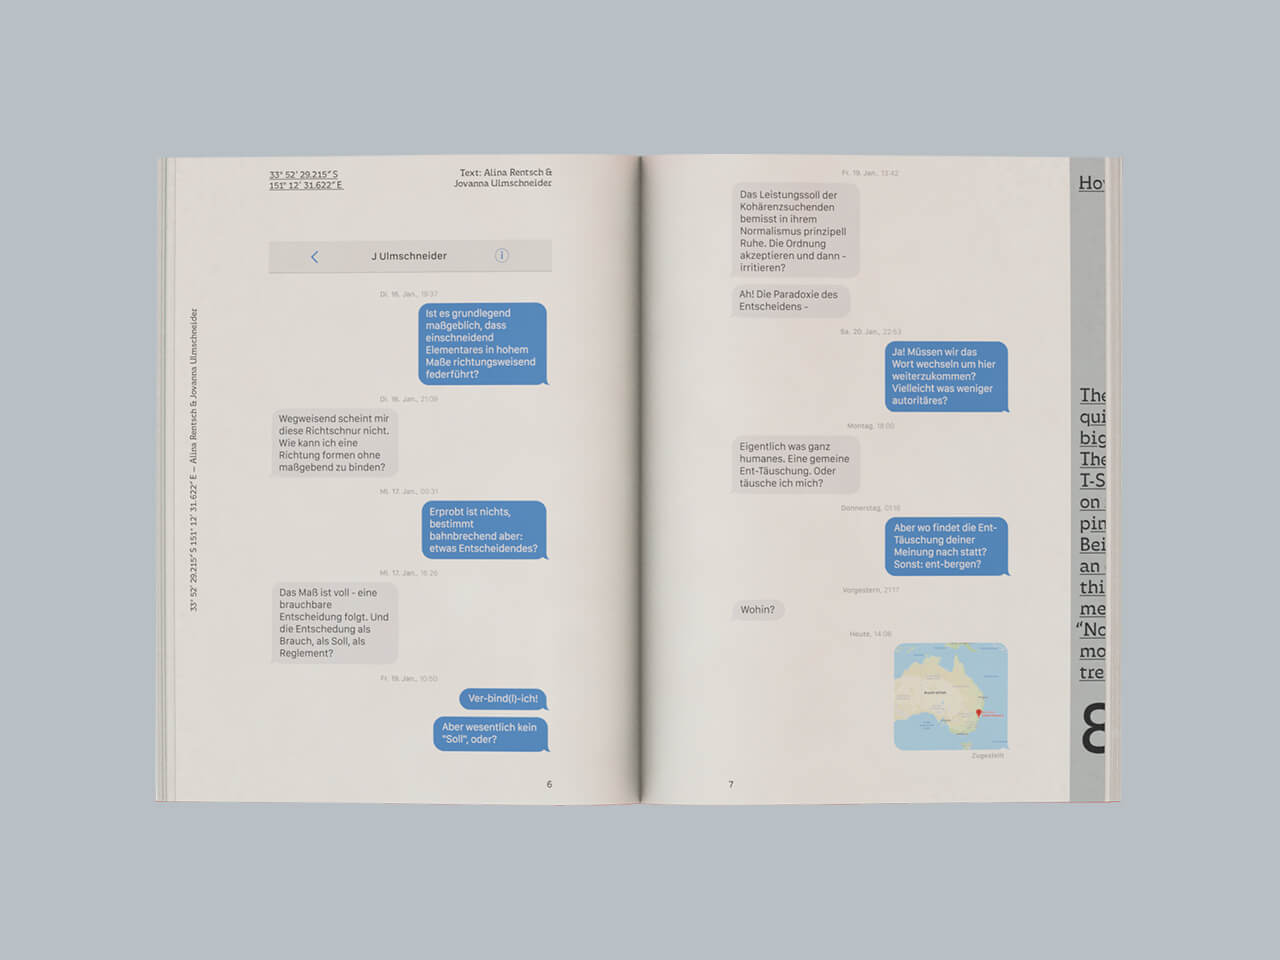 33° 52′ 29.215″ S
151° 12′ 31.622″ E
Text: Alina Rentsch &
Jovanna Ulmschneider
33° 52′ 29.215″ S 151° 12′ 31.622″ E — Alina Rentsch & Jovanna Ulmschneider
J Ulmschneider
Di. 16. Jan., 19:37
Ist es grundlegend
maßgeblich, dass
einschneidend
Elementares in hohem
Maße richtungsweisend
federführt?
Di. 16. Jan., 21:09
Wegweisend scheint mir
diese Richtschnur nicht.
Wie kann ich eine
Richtung formen ohne
maßgebend zu binden?
Mi. 17. Jan., 00:31
Erprobt ist nichts,
bestimmt
bahnbrechend aber:
etwas Entscheidendes?
Mi. 17. Jan., 16:26
Das Maß ist voll - eine
brauchbare
Entscheidung folgt. Und
die Entschedung als
Brauch, als Soll, als
Reglement?
Fr. 19. Jan., 10:50
Ver-bind(l)-ich!
Aber wesentlich kein
"Soll", oder?
6
Fr. 19. Jan., 13:42
Das Leistungssoll der
Kohärenzsuchenden
bemisst in ihrem
Normalismus prinzipell
Ruhe. Die Ordnung
akzeptieren und dann -
irritieren?
Ah! Die Paradoxie des
Entscheidens -
Sa. 20. Jan., 22:53
Ja! Müssen wir das
Wort wechseln um hier
weiterzukommen?
Vielleicht was weniger
autoritäres?
Montag, 18:00
Eigentlich was ganz
humanes. Eine gemeine
Ent-Täuschung. Oder
täusche ich mich?
Donnerstag, 01:18
Aber wo findet die Ent-
Täuschung deiner
Meinung nach statt?
Sonst: ent-bergen?
Vorgestern, 21:17
Wohin?
Heute, 14:08
Zugestellt
7
Ho
The
qui
big
The
T-S
on
pin
Bei
an
thi
me
“No
mo
tre
8